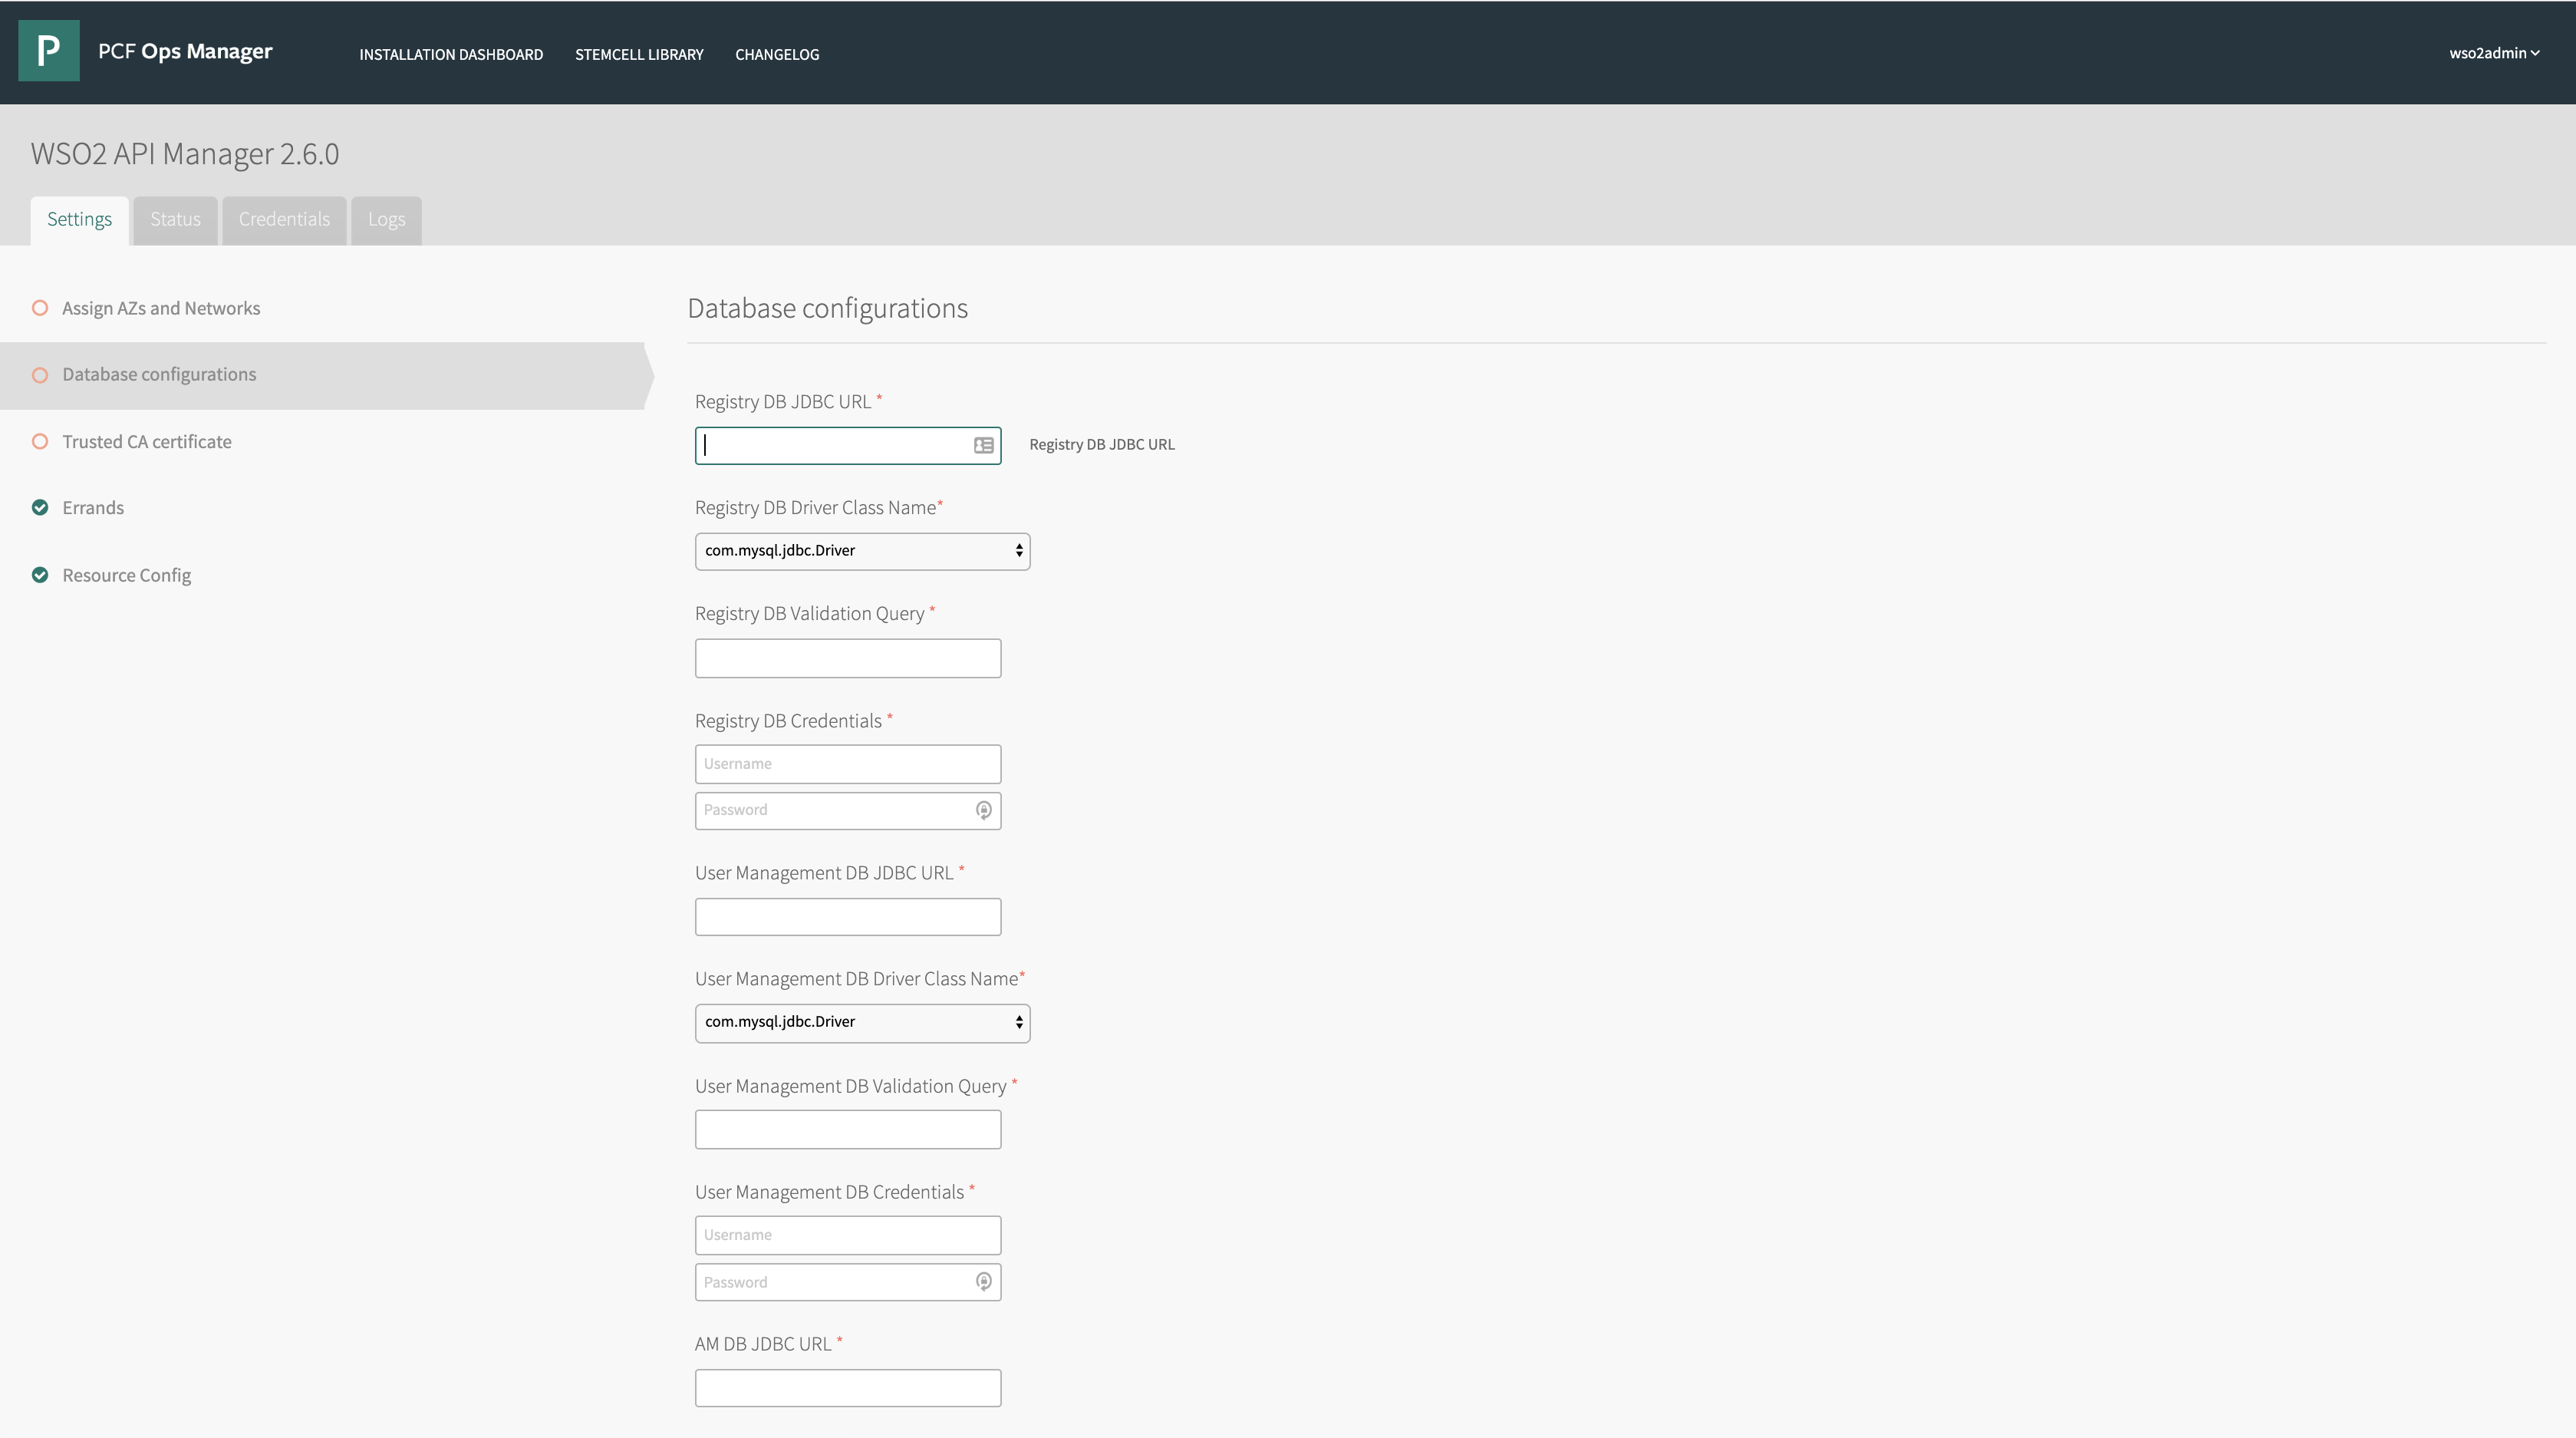 P
PCF Ops Manager
INSTALLATION DASHBOARD
STEMCELL LIBRARY
CHANGELOG
wso2admin
WSO2 API Manager 2.6.0
Settings
Status
Credentials
Logs
Assign AZs and Networks
Database configurations
Trusted CA certificate
Errands
Resource Config
Database configurations
Registry DB JDBC URL *
Registry DB JDBC URL
Registry DB Driver Class Name*
com.mysql.jdbc.Driver
Registry DB Validation Query *
Registry DB Credentials *
Username
Password
User Management DB JDBC URL *
User Management DB Driver Class Name*
com.mysql.jdbc.Driver
User Management DB Validation Query *
User Management DB Credentials *
Username
Password
AM DB JDBC URL *